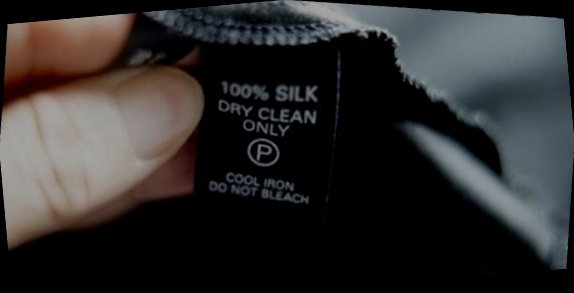 100% SILK
DRY CLEAN
ONLY
P
COOL IRON
DO NOT BLEACH